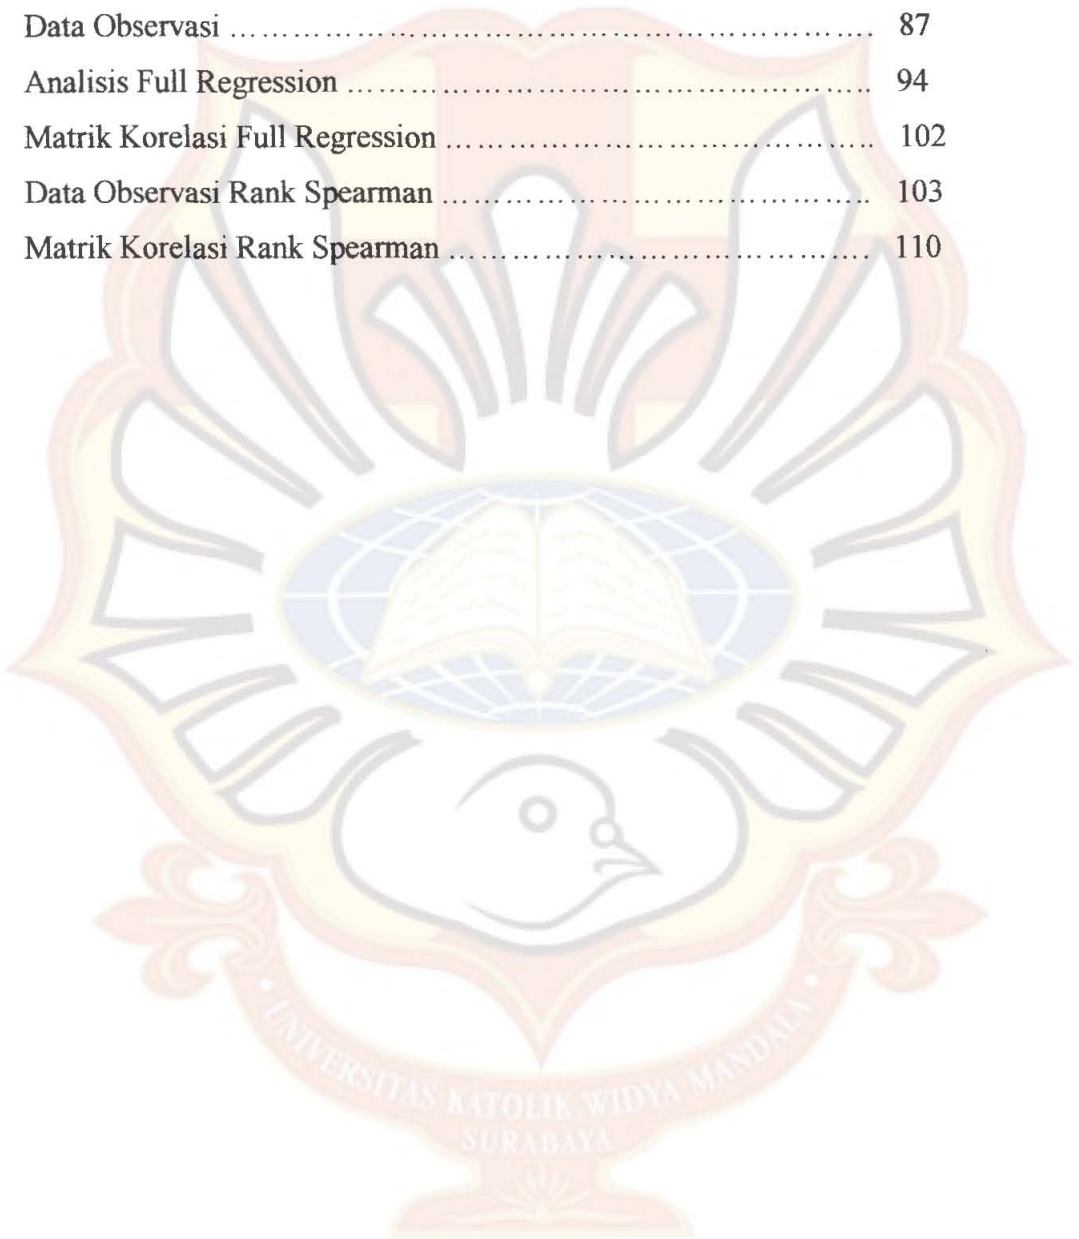 Data Observasi ................................................................ 87
Analisis Full Regression .................................................... 94
Matrik Korelasi Full Regression .......................................... 102
Data Observasi Rank Spearman .......................................... 103
Matrik Korelasi Rank Spearman .......................................... 110
UNIVERSITAS KATOLIK WIDYA MANDALA
SURABAYA